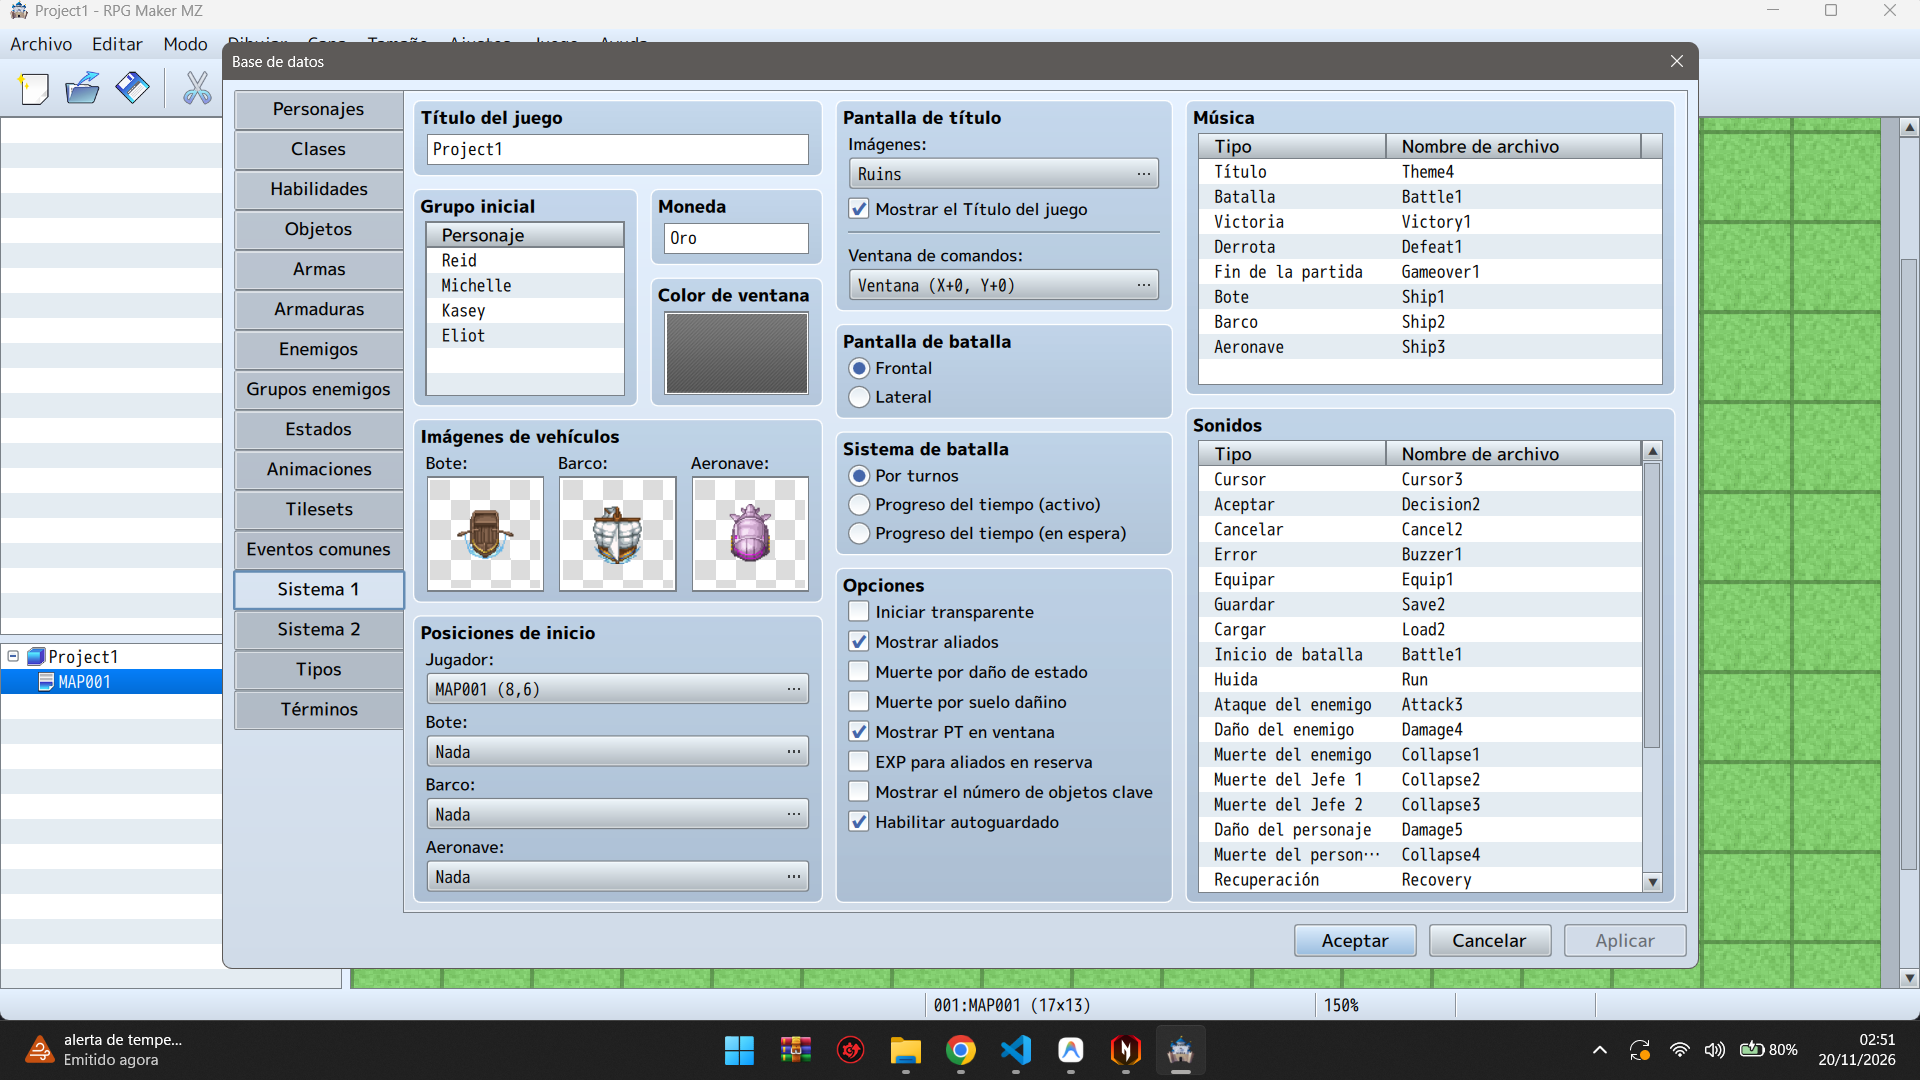 Project1 - RPG Maker MZ
Archivo Editar Modo
Base de datos
Personajes
Clases
Habilidades
Objetos
Armas
Armaduras
Enemigos
Grupos enemigos
Estados
Animaciones
Tilesets
Eventos comunes
Sistema 1
Sistema 2
Tipos
Términos
Título del juego
Project1
Grupo inicial
Personaje
Reid
Michelle
Kasey
Eliot
Moneda
Oro
Color de ventana
Imágenes de vehículos
Bote:
Barco:
Aeronave:
Posiciones de inicio
Jugador:
MAP001 (8,6) ...
Bote:
Nada ...
Barco:
Nada ...
Aeronave:
Nada ...
Pantalla de título
Imágenes:
Ruins ...
Mostrar el Título del juego
Ventana de comandos:
Ventana (X+0, Y+0) ...
Pantalla de batalla
Frontal
Lateral
Sistema de batalla
Por turnos
Progreso del tiempo (activo)
Progreso del tiempo (en espera)
Opciones
Iniciar transparente
Mostrar aliados
Muerte por daño de estado
Muerte por suelo dañino
Mostrar PT en ventana
EXP para aliados en reserva
Mostrar el número de objetos clave
Habilitar autoguardado
Música
Tipo Nombre de archivo
Título Theme4
Batalla Battle1
Victoria Victory1
Derrota Defeat1
Fin de la partida Gameover1
Bote Ship1
Barco Ship2
Aeronave Ship3
Sonidos
Tipo Nombre de archivo
Cursor Cursor3
Aceptar Decision2
Cancelar Cancel2
Error Buzzer1
Equipar Equip1
Guardar Save2
Cargar Load2
Inicio de batalla Battle1
Huida Run
Ataque del enemigo Attack3
Daño del enemigo Damage4
Muerte del enemigo Collapse1
Muerte del Jefe 1 Collapse2
Muerte del Jefe 2 Collapse3
Daño del personaje Damage5
Muerte del person... Collapse4
Recuperación Recovery
Aceptar Cancelar Aplicar
Project1
MAP001
001:MAP001 (17×13) 150%
alerta de tempe...
Emitido agora
80%
02:51
20/11/2026